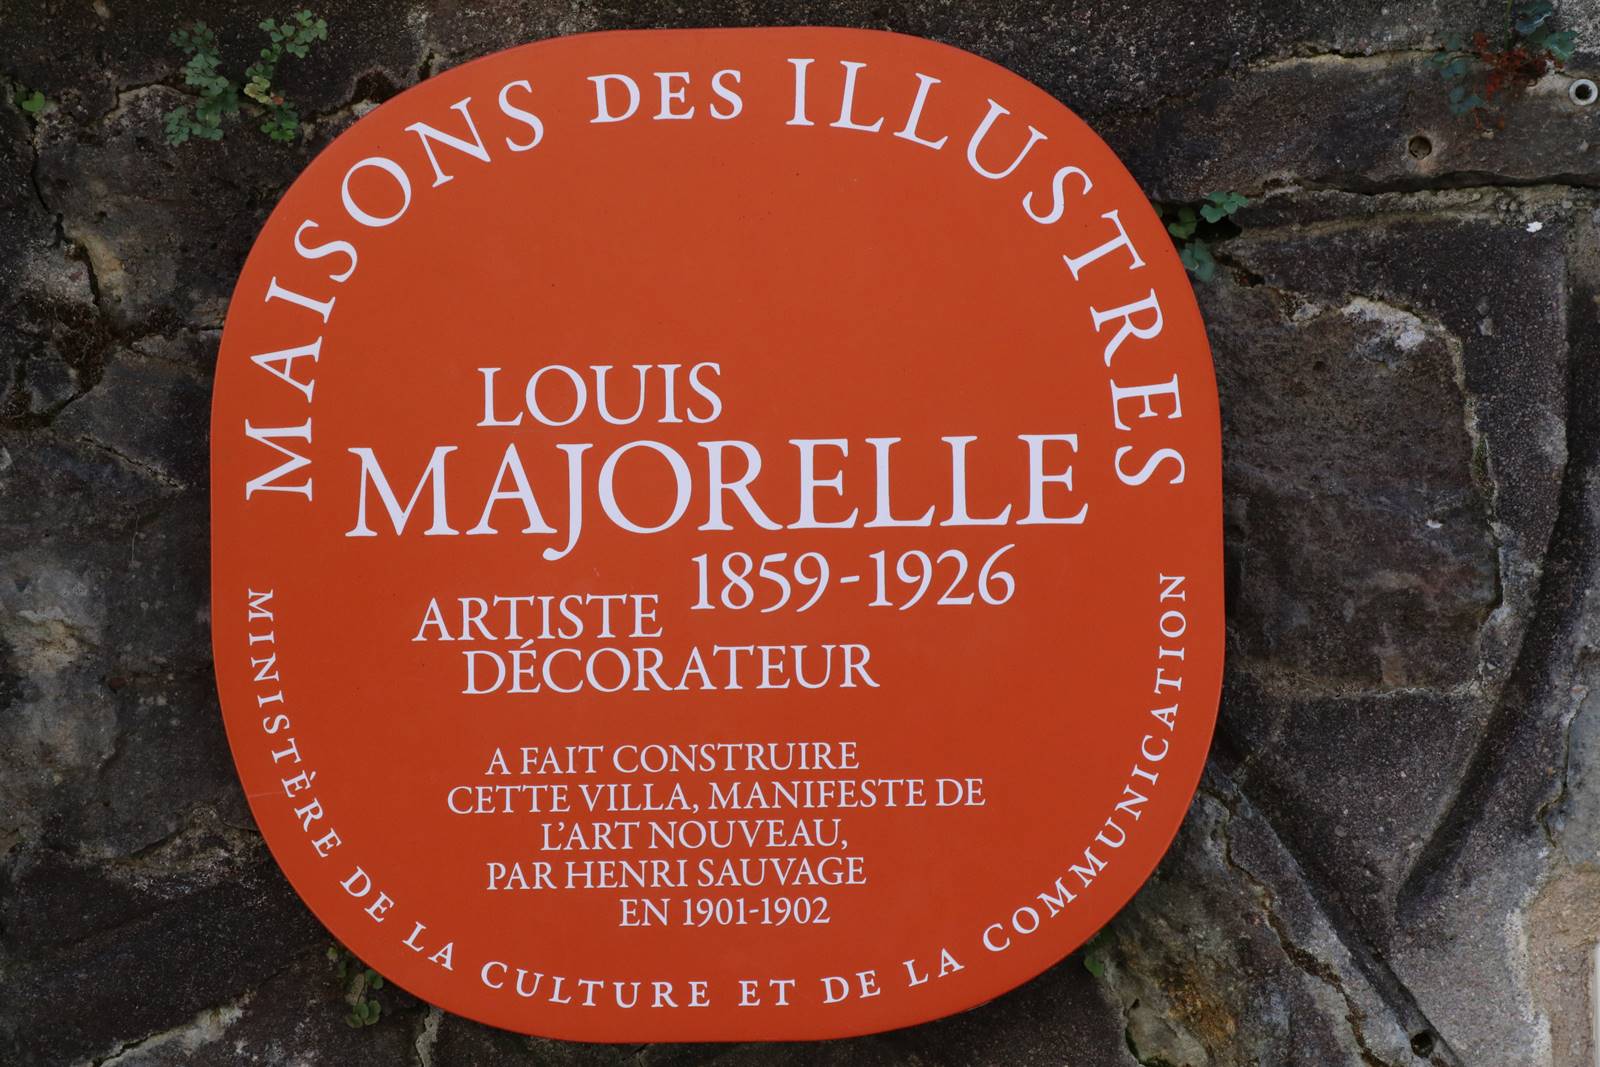 MAISONS DES ILLUSTRES
LOUIS
MAJORELLE
1859-1926
ARTISTE
DÉCORATEUR
A FAIT CONSTRUIRE
CETTE VILLA, MANIFESTE DE
L'ART NOUVEAU,
PAR HENRI SAUVAGE
EN 1901-1902
MINISTÈRE DE LA CULTURE ET DE LA COMMUNICATION